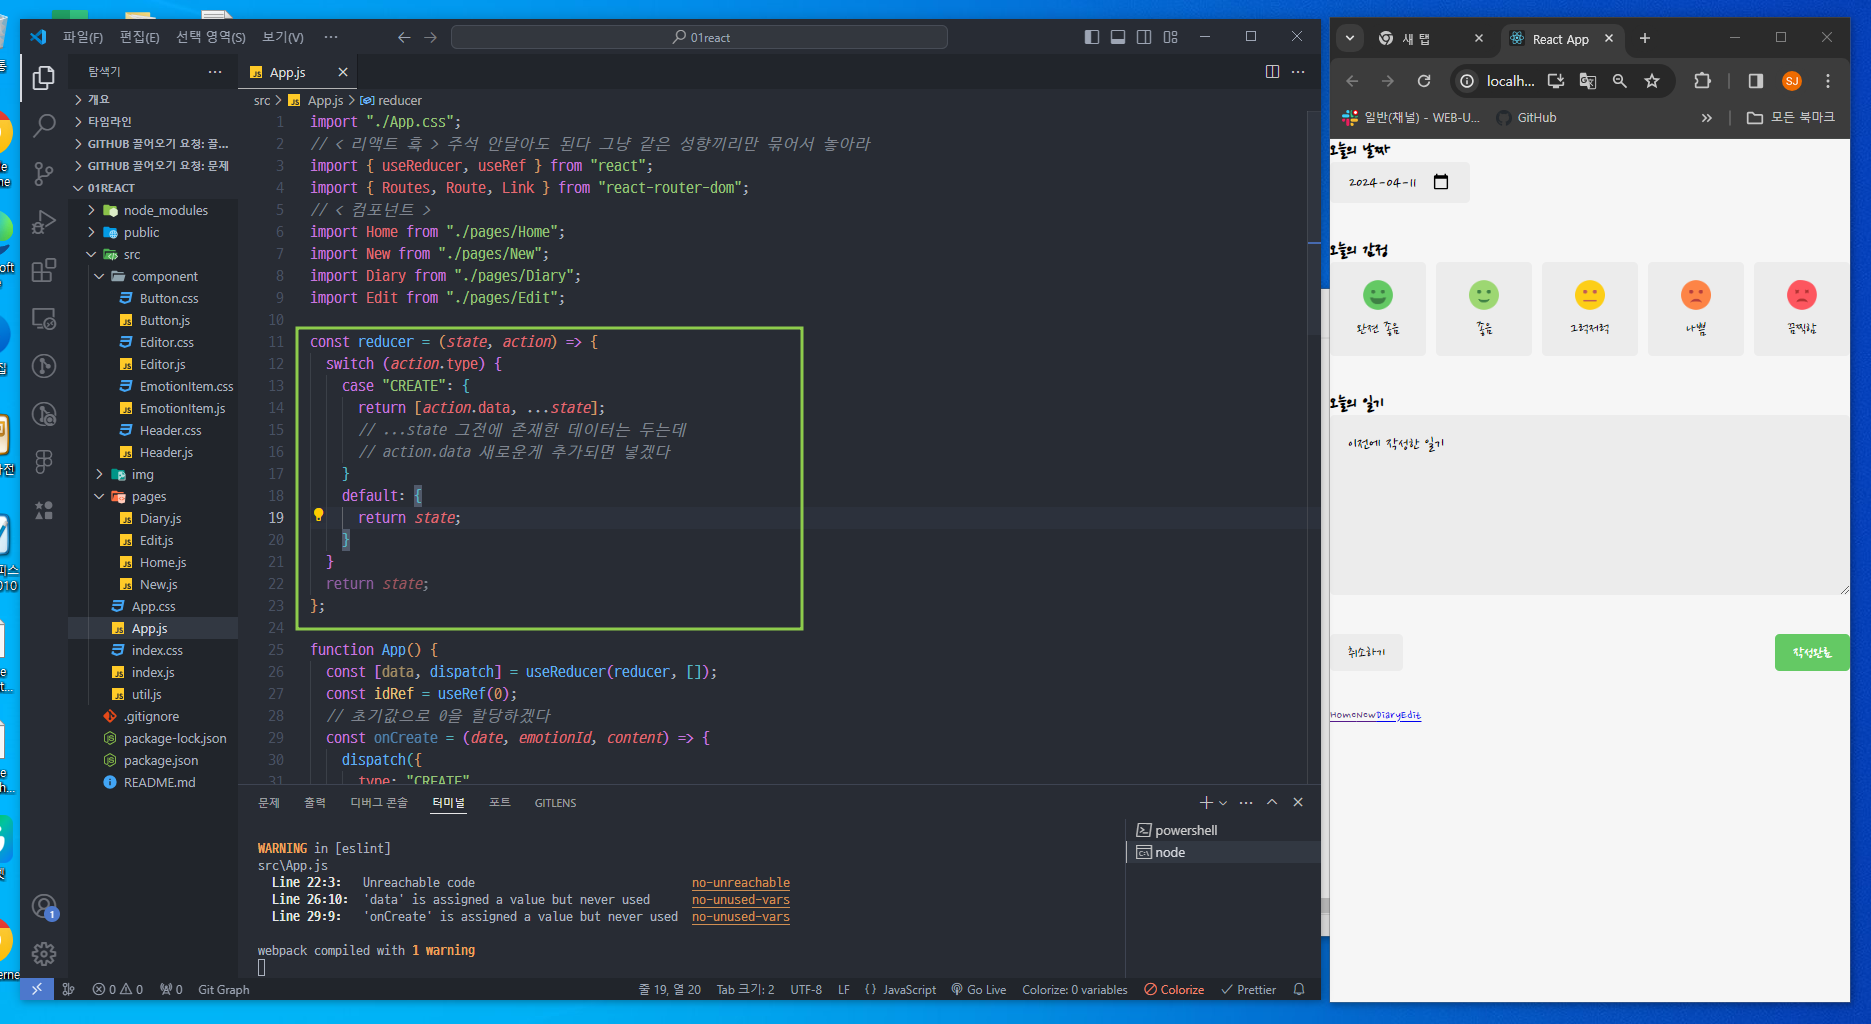 파일(F) 편집(E) 선택 영역(S) 보기(V) ··· 01react
탐색기 ···
개요
타임라인
GITHUB 끌어오기 요청: 끌...
GITHUB 끌어오기 요청: 문제
01REACT
node_modules
public
src
component
Button.css
Button.js
Editor.css
Editor.js
EmotionItem.css
EmotionItem.js
Header.css
Header.js
img
pages
Diary.js
Edit.js
Home.js
New.js
App.css
App.js
index.css
index.js
util.js
.gitignore
package-lock.json
package.json
README.md
1
JS App.js
src > JS App.js > reducer
1 import "./App.css";
2 // < 리액트 훅 > 주석 안달아도 된다 그냥 같은 성향끼리만 묶어서 놓아라
3 import { useReducer, useRef } from "react";
4 import { Routes, Route, Link } from "react-router-dom";
5 // < 컴포넌트 >
6 import Home from "./pages/Home";
7 import New from "./pages/New";
8 import Diary from "./pages/Diary";
9 import Edit from "./pages/Edit";
10
11 const reducer = (state, action) => {
12 switch (action.type) {
13 case "CREATE": {
14 return [action.data, ...state];
15 // ...state 그전에 존재한 데이터는 두는데
16 // action.data 새로운게 추가되면 넣겠다
17 }
18 default: {
19 return state;
20 }
21 }
22 return state;
23 };
24
25 function App() {
26 const [data, dispatch] = useReducer(reducer, []);
27 const idRef = useRef(0);
28 // 초기값으로 0을 할당하겠다
29 const onCreate = (date, emotionId, content) => {
30 dispatch({
31 type: "CREATE"
문제 출력 디버그 콘솔 터미널 포트 GITLENS
powershell
node
WARNING in [eslint]
src\App.js
Line 22:3: Unreachable code no-unreachable
Line 26:10: 'data' is assigned a value but never used no-unused-vars
Line 29:9: 'onCreate' is assigned a value but never used no-unused-vars
webpack compiled with 1 warning
0 0 0 Git Graph 줄 19, 열 20 Tab 크기: 2 UTF-8 LF {} JavaScript Go Live Colorize: 0 variables Colorize Prettier
새 탭 React App
localh... SJ
일반(채널) - WEB-U... GitHub » 모든 북마크
오늘의 날짜
2024-04-11
오늘의 감정
완전 좋음 좋음 그럭저럭 나쁨 끔찍함
오늘의 일기
이전에 작성한 일기
취소하기 작성완료
HomeNewDiaryEdit